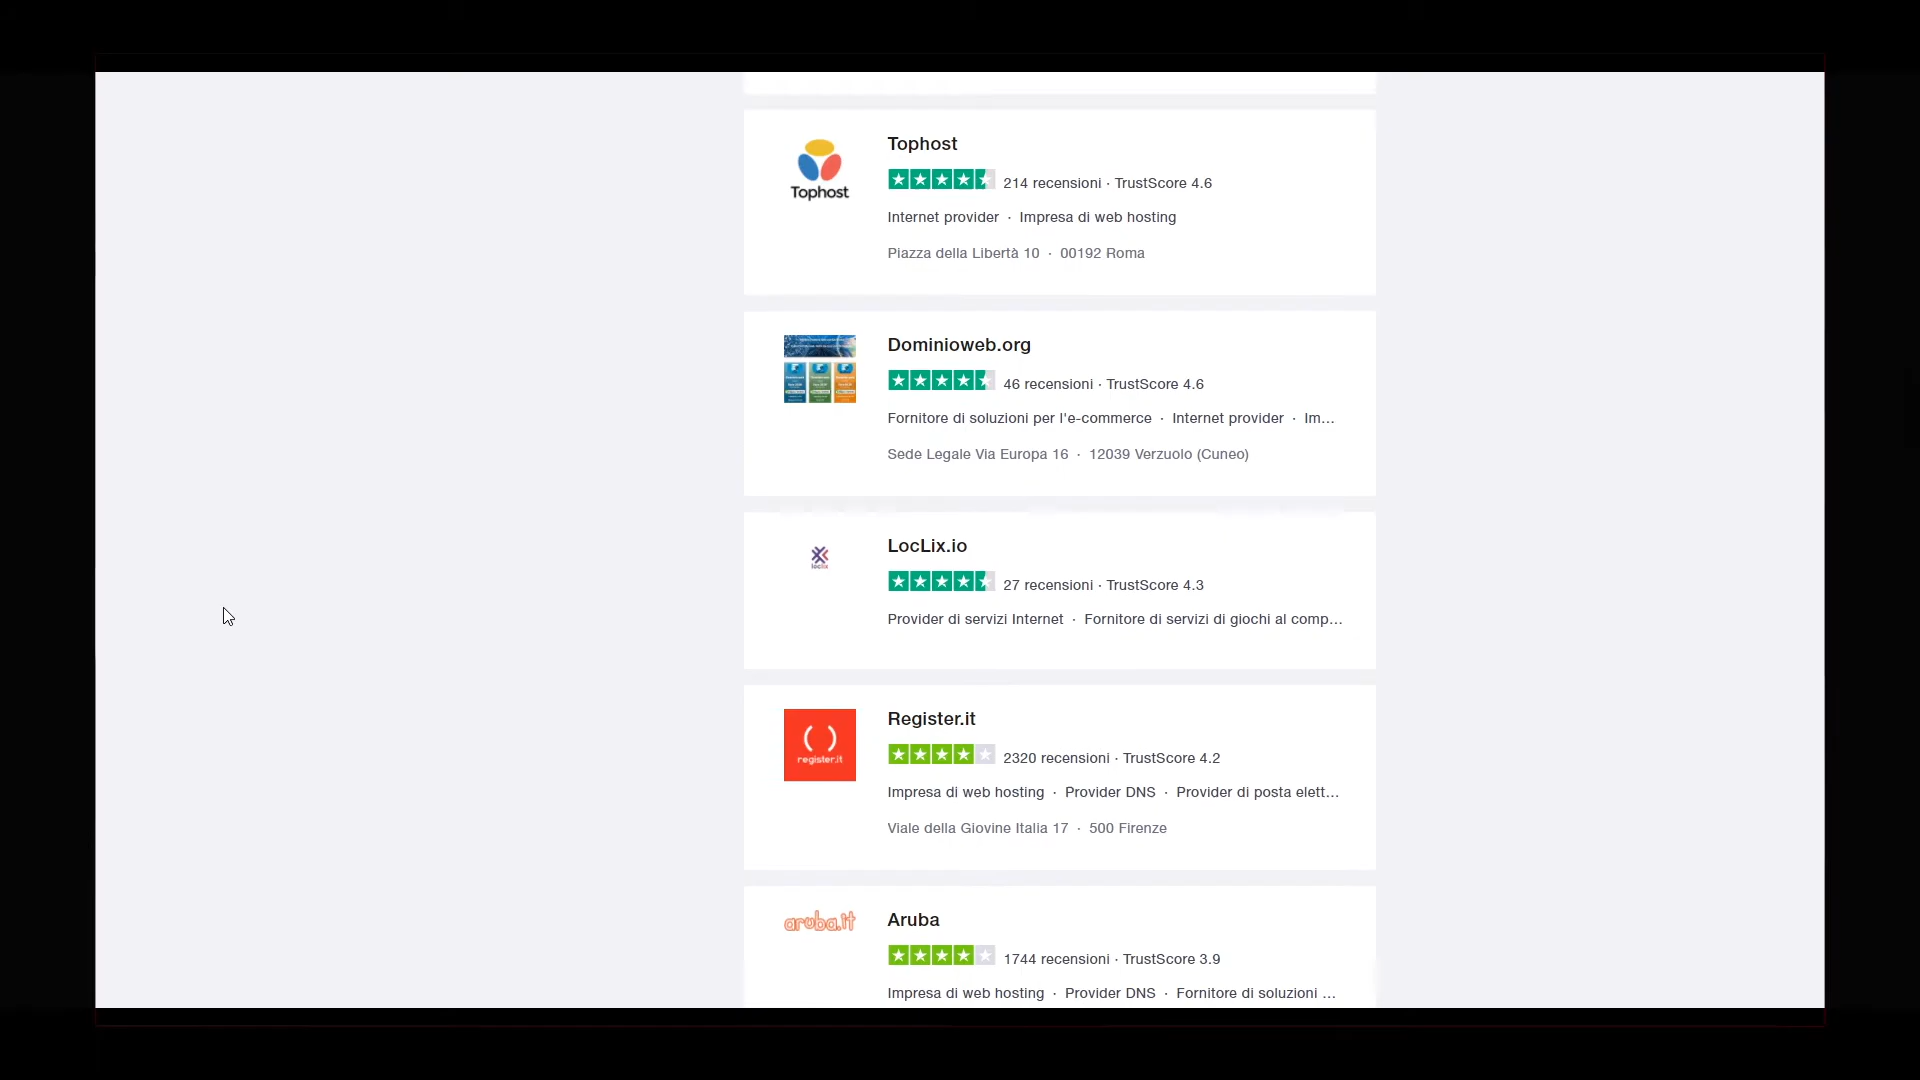 Tophost
Tophost
214 recensioni · TrustScore 4.6
Internet provider · Impresa di web hosting
Piazza della Libertà 10 · 00192 Roma
Dominioweb.org
46 recensioni · TrustScore 4.6
Fornitore di soluzioni per l'e-commerce · Internet provider · Im...
Sede Legale Via Europa 16 · 12039 Verzuolo (Cuneo)
loclix
LocLix.io
27 recensioni · TrustScore 4.3
Provider di servizi Internet · Fornitore di servizi di giochi al comp...
register.it
Register.it
2320 recensioni · TrustScore 4.2
Impresa di web hosting · Provider DNS · Provider di posta elett...
Viale della Giovine Italia 17 · 500 Firenze
aruba.it
Aruba
1744 recensioni · TrustScore 3.9
Impresa di web hosting · Provider DNS · Fornitore di soluzioni ...